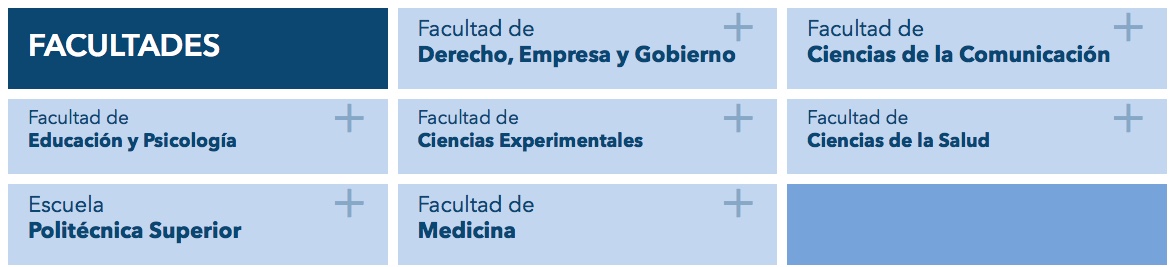 FACULTADES
Facultad de
Derecho, Empresa y Gobierno
Facultad de
Ciencias de la Comunicación
Facultad de
Educación y Psicología
Facultad de
Ciencias Experimentales
Facultad de
Ciencias de la Salud
Escuela
Politécnica Superior
Facultad de
Medicina